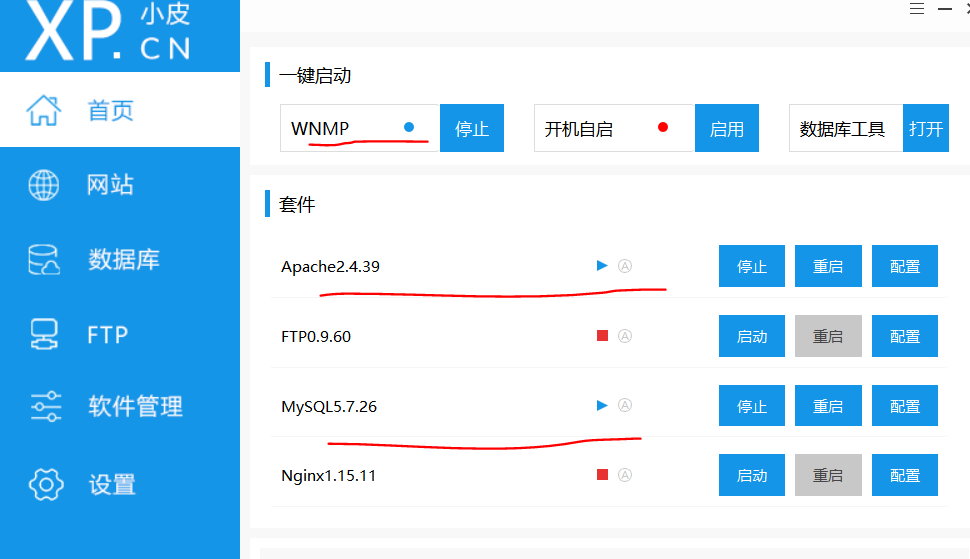 XP.
小皮
CN
首页
网站
数据库
FTP
软件管理
设置
一键启动
WNMP 停止 开机自启 启用 数据库工具 打开
套件
Apache2.4.39 A 停止 重启 配置
FTP0.9.60 A 启动 重启 配置
MySQL5.7.26 A 停止 重启 配置
Nginx1.15.11 A 启动 重启 配置